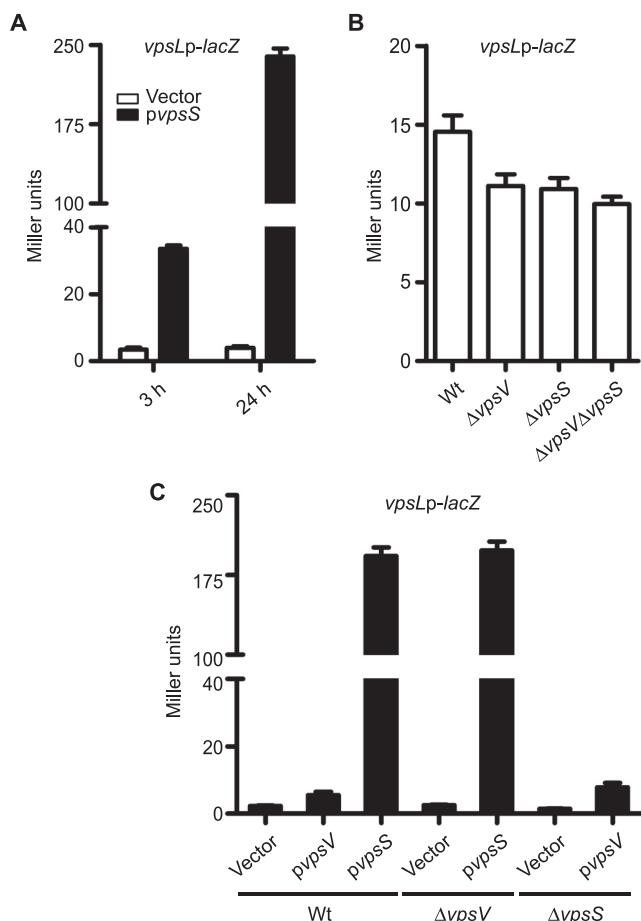 A
vpsLp-lacZ
250
175
100
40
20
0
Miller units
Vector
pvpsS
3 h
24 h
B
vpsLp-lacZ
20
15
10
5
0
Miller units
Wt
ΔvpsV
ΔvpsS
ΔvpsVΔvpsS
C
vpsLp-lacZ
250
175
100
40
20
0
Miller units
Vector
pvpsV
pvpsS
Vector
pvpsS
Vector
pvpsV
Wt
ΔvpsV
ΔvpsS